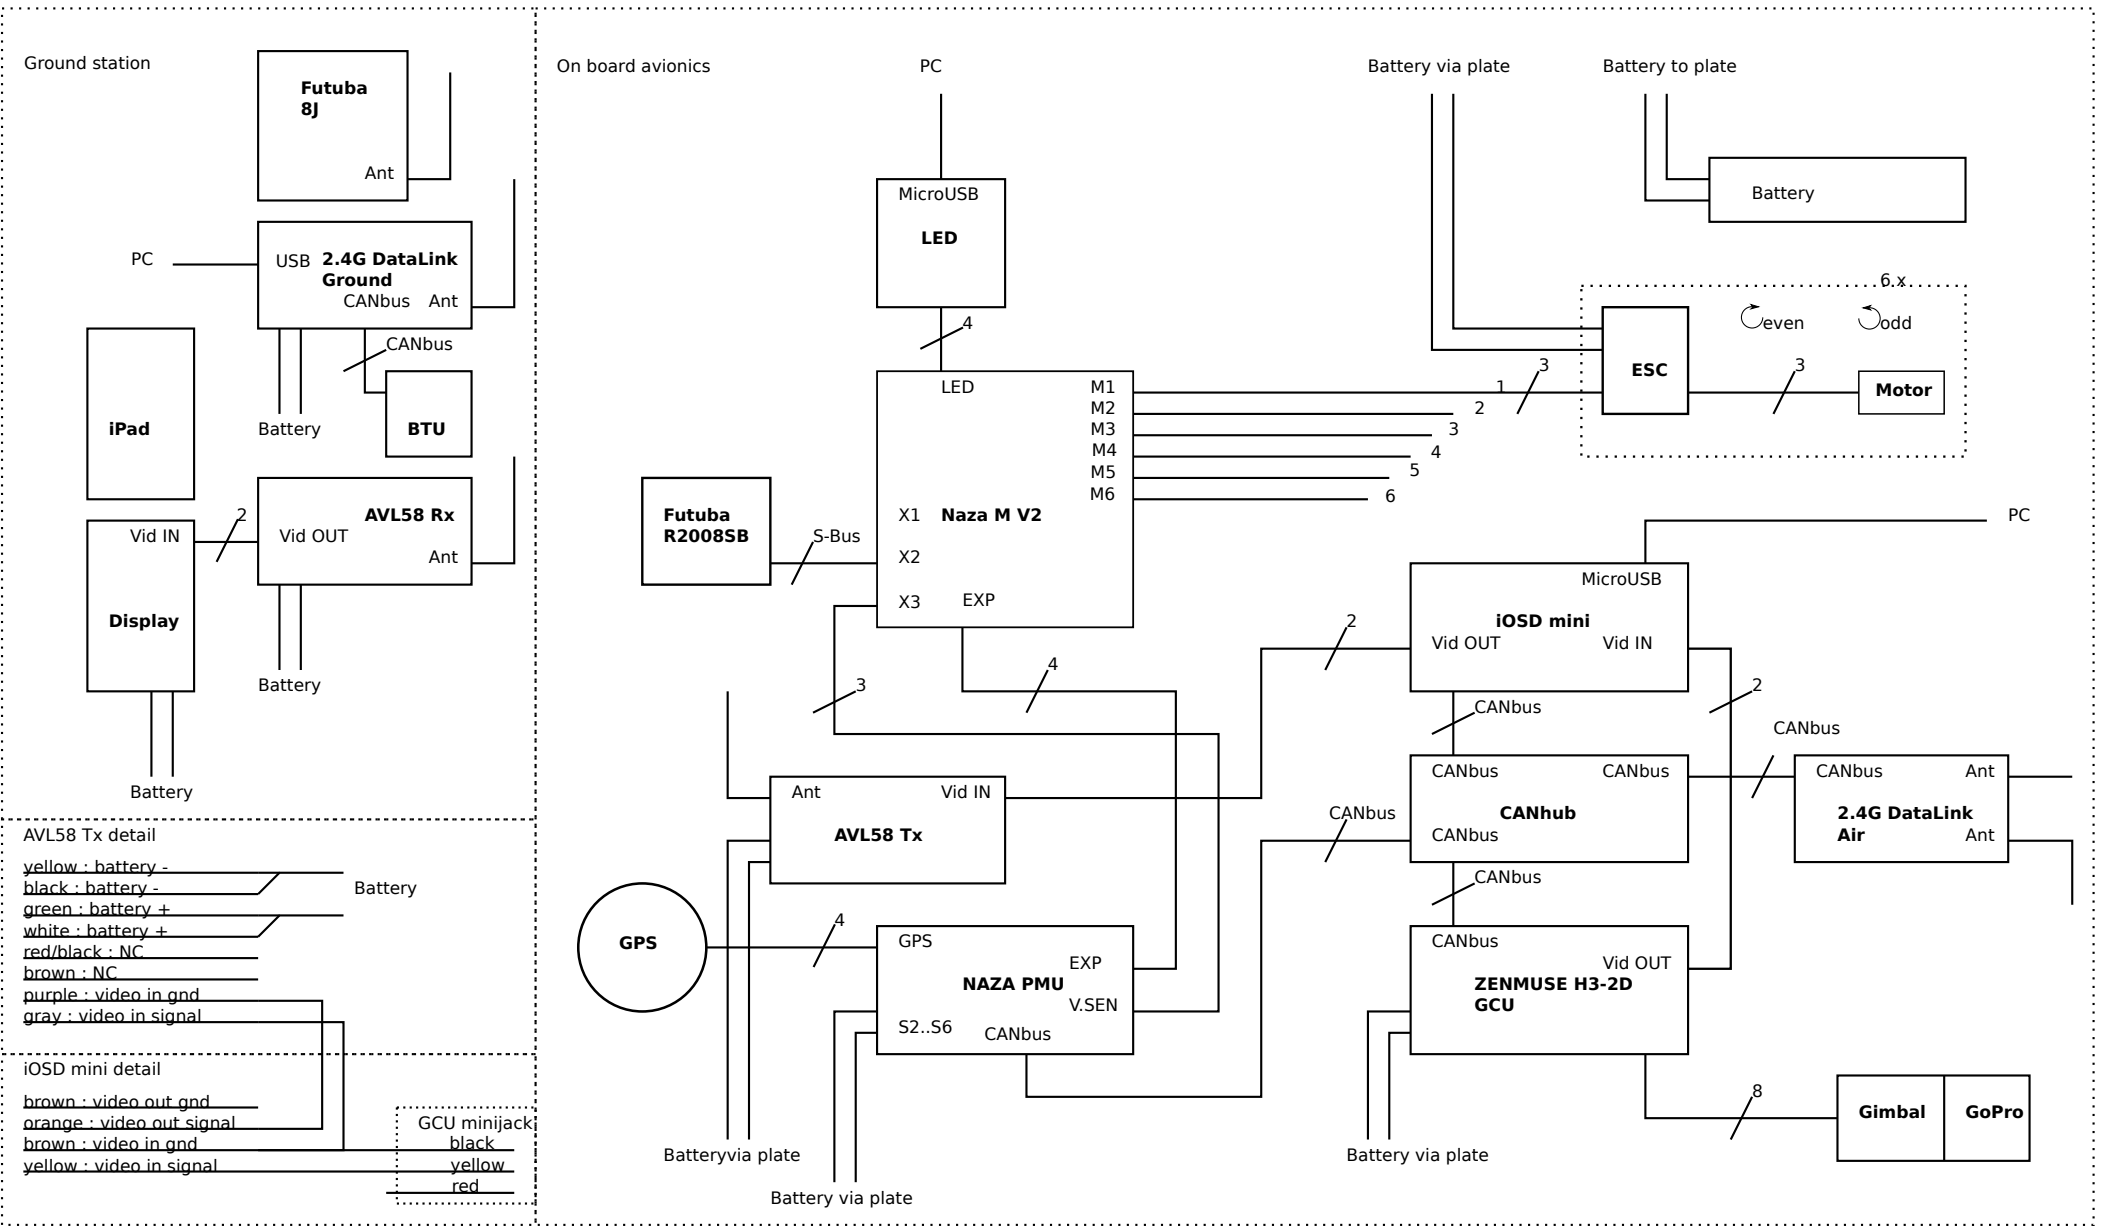 Ground station
Futuba
8J
Ant
PC
USB
2.4G DataLink
Ground
CANbus
Ant
CANbus
iPad
Battery
BTU
Vid IN
2
Vid OUT
AVL58 Rx
Ant
Display
Battery
Battery
AVL58 Tx detail
yellow : battery -
black : battery -
Battery
green : battery +
white : battery +
red/black : NC
brown : NC
purple : video in gnd
gray : video in signal
iOSD mini detail
brown : video out gnd
orange : video out signal
brown : video in gnd
yellow : video in signal
GCU minijack
black
yellow
red
On board avionics
PC
Battery via plate
Battery to plate
MicroUSB
LED
Battery
6 x
even
odd
4
LED
M1
1
3
ESC
3
Motor
M2
2
M3
3
M4
4
M5
5
M6
6
Futuba
R2008SB
S-Bus
X1
Naza M V2
X2
X3
EXP
PC
MicroUSB
iOSD mini
Vid OUT
Vid IN
2
4
3
2
CANbus
CANbus
Ant
Vid IN
AVL58 Tx
CANbus
CANbus
CANbus
CANhub
CANbus
CANbus
Ant
2.4G DataLink
Air
Ant
CANbus
GPS
4
GPS
EXP
NAZA PMU
V.SEN
S2..S6
CANbus
CANbus
Vid OUT
ZENMUSE H3-2D
GCU
8
Gimbal
GoPro
Batteryvia plate
Battery via plate
Battery via plate